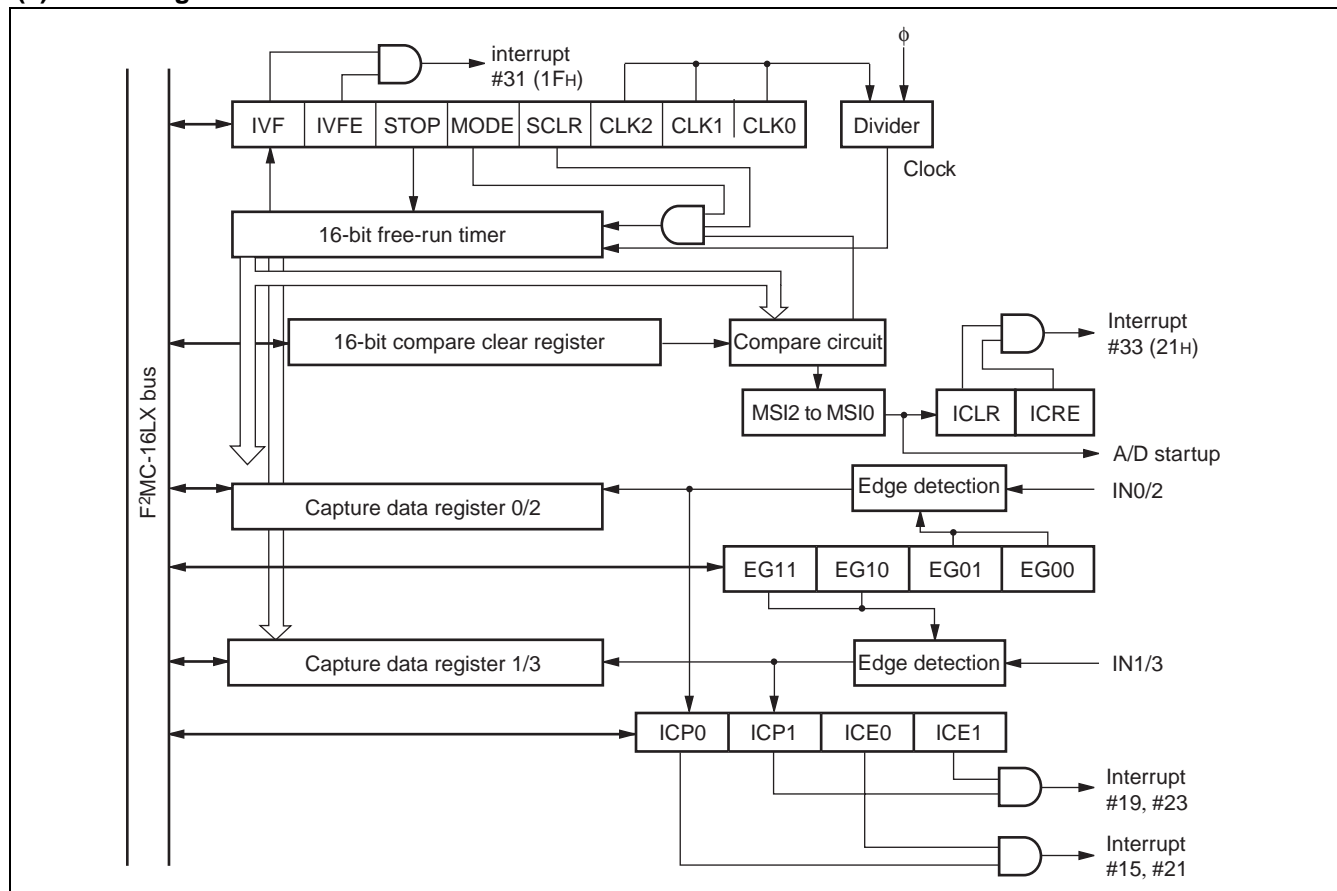 φ
interrupt
#31 (1FH)
IVF IVFE STOP MODE SCLR CLK2 CLK1 CLK0 Divider
Clock
16-bit free-run timer
16-bit compare clear register Compare circuit
Interrupt
#33 (21H)
MSI2 to MSI0 ICLR ICRE
A/D startup
F²MC-16LX bus
Capture data register 0/2 Edge detection IN0/2
EG11 EG10 EG01 EG00
Capture data register 1/3 Edge detection IN1/3
ICP0 ICP1 ICE0 ICE1
Interrupt
#19, #23
Interrupt
#15, #21